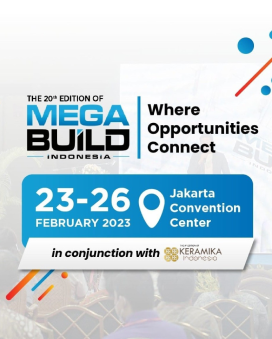 THE 20th EDITION OF
MEGA
BUILD
INDONESIA
Where
Opportunities
Connect
23-26
FEBRUARY 2023
Jakarta
Convention
Center
in conjunction with
KERAMIKA
Indonesia